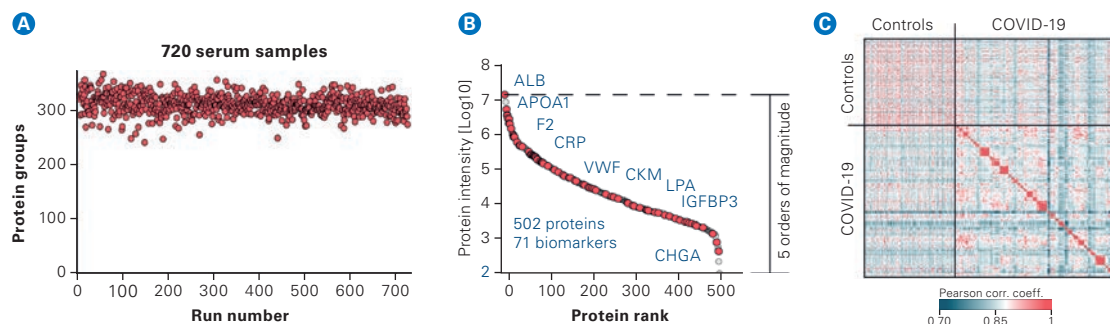 A
720 serum samples
Protein groups
300
200
100
0
0 100 200 300 400 500 600 700
Run number
B
Protein intensity [Log10]
8
7
6
5
4
3
2
ALB
APOA1
F2
CRP
VWF
CKM
LPA
IGFBP3
502 proteins
71 biomarkers
CHGA
5 orders of magnitude
0 100 200 300 400 500
Protein rank
C
Controls COVID-19
Controls
COVID-19
Pearson corr. coeff.
0.70 0.85 1